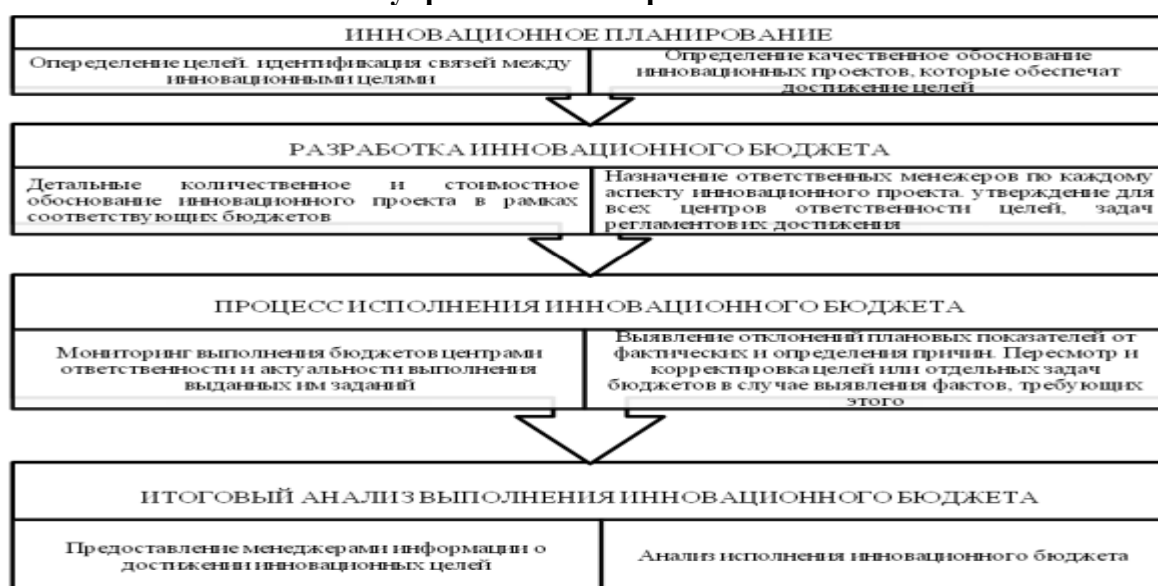 ИННОВАЦИОННОЕ ПЛАНИРОВАНИЕ
Опеределение целей. идентификация связей между
инновационными целями
Определение качественное обоснование
инновационных проектов, которые обеспечат
достижение целей
РАЗРАБОТКА ИННОВАЦИОННОГО БЮДЖЕТА
Детальные количественное и стоимостное
обоснование инновационного проекта в рамках
соответствующих бюджетов
Назначение ответственных менежеров по каждому
аспекту инновационного проекта. утверждение для
всех центров ответственности целей, задач
регламентов их достижения
ПРОЦЕСС ИСПОЛНЕНИЯ ИННОВАЦИОННОГО БЮДЖЕТА
Мониторинг выполнения бюджетов центрами
ответственности и актуальности выполнения
выданных им заданий
Выявление отклонений плановых показателей от
фактических и определения причин. Пересмотр и
корректировка целей или отдельных задач
бюджетов в случае выявления фактов, требующих
этого
ИТОГОВЫЙ АНАЛИЗ ВЫПОЛНЕНИЯ ИННОВАЦИОННОГО БЮДЖЕТА
Предоставление менеджерами информации о
достижении инновационных целей
Анализ исполнения инновационного бюджета